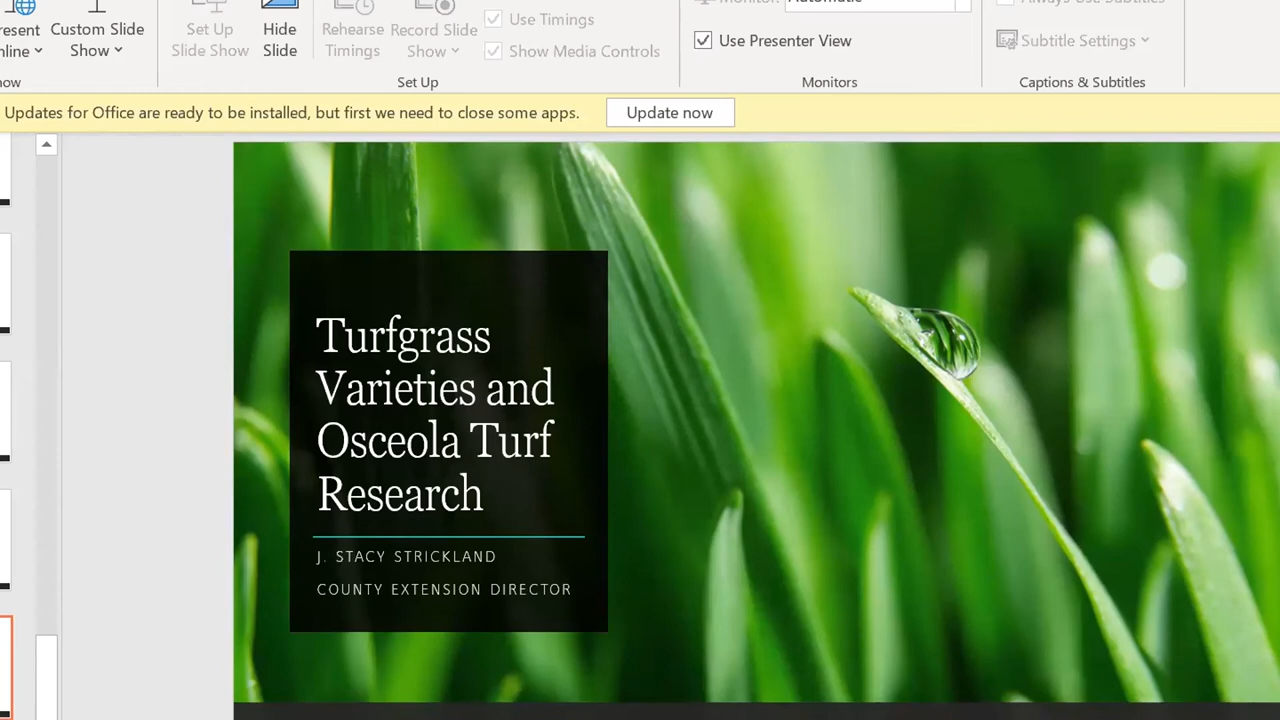 Custom Slide
Show
Set Up
Slide Show
Hide
Slide
Rehearse
Timings
Record Slide
Show
Use Timings
Show Media Controls
Set Up
Use Presenter View
Monitors
Subtitle Settings
Captions & Subtitles
Updates for Office are ready to be installed, but first we need to close some apps.
Update now
Turfgrass
Varieties and
Osceola Turf
Research
J. STACY STRICKLAND
COUNTY EXTENSION DIRECTOR